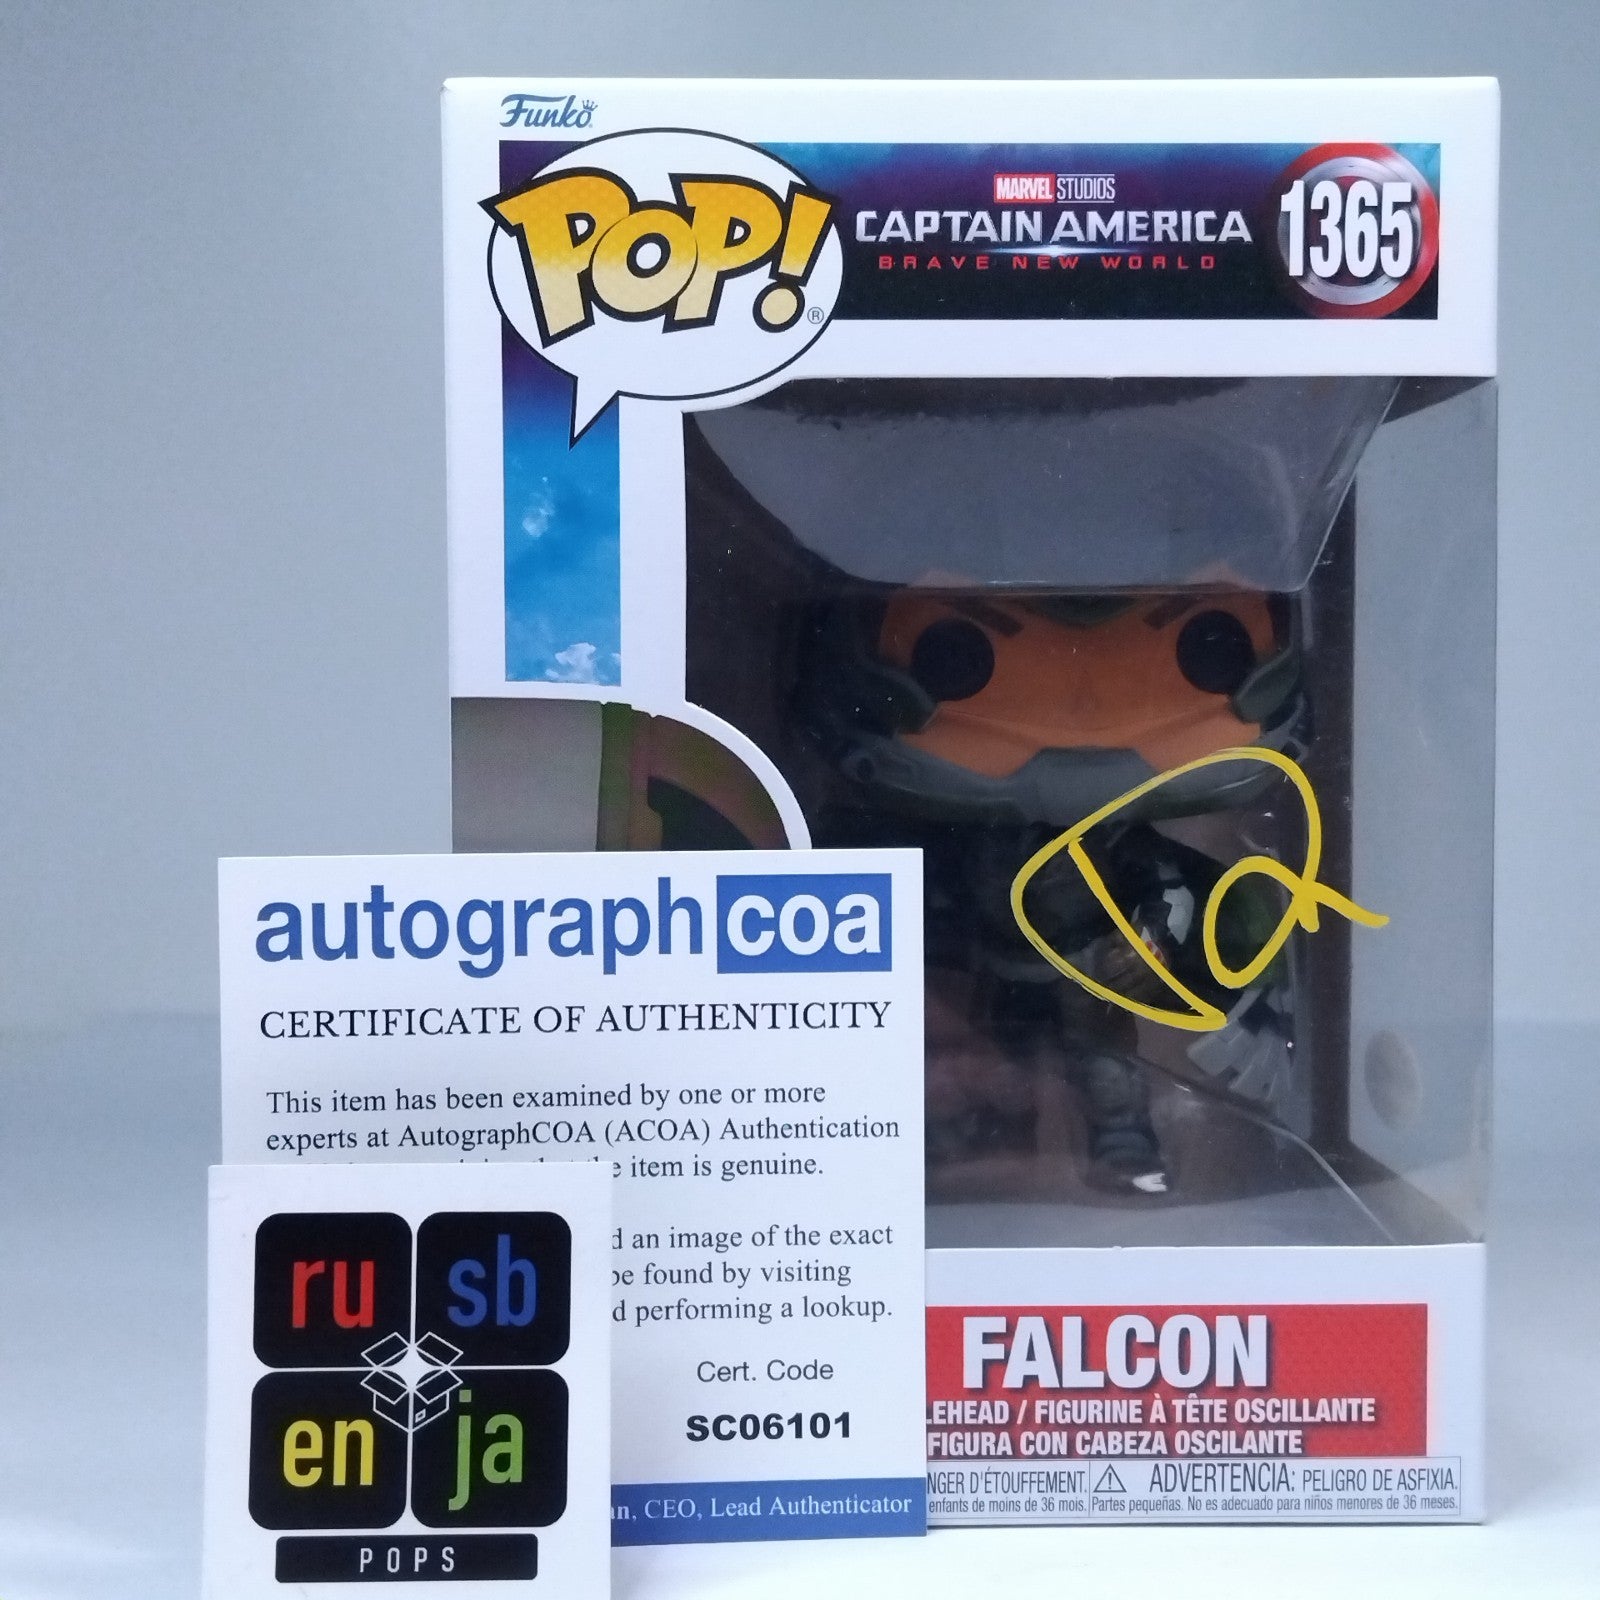 Funko
POP!®
MARVEL STUDIOS
CAPTAIN AMERICA
BRAVE NEW WORLD
1365
autograph coa
CERTIFICATE OF AUTHENTICITY
This item has been examined by one or more
experts at AutographCOA (ACOA) Authentication
item is genuine.
d an image of the exact
be found by visiting
d performing a lookup.
Cert. Code
SC06101
an, CEO, Lead Authenticator
ru sb
en ja
POPS
FALCON
LEHEAD / FIGURINE À TÊTE OSCILLANTE
FIGURA CON CABEZA OSCILANTE
NGER D'ÉTOUFFEMENT.
enfants de moins de 36 mois.
ADVERTENCIA: PELIGRO DE ASFIXIA.
Partes pequeñas. No es adecuado para niños menores de 36 meses.